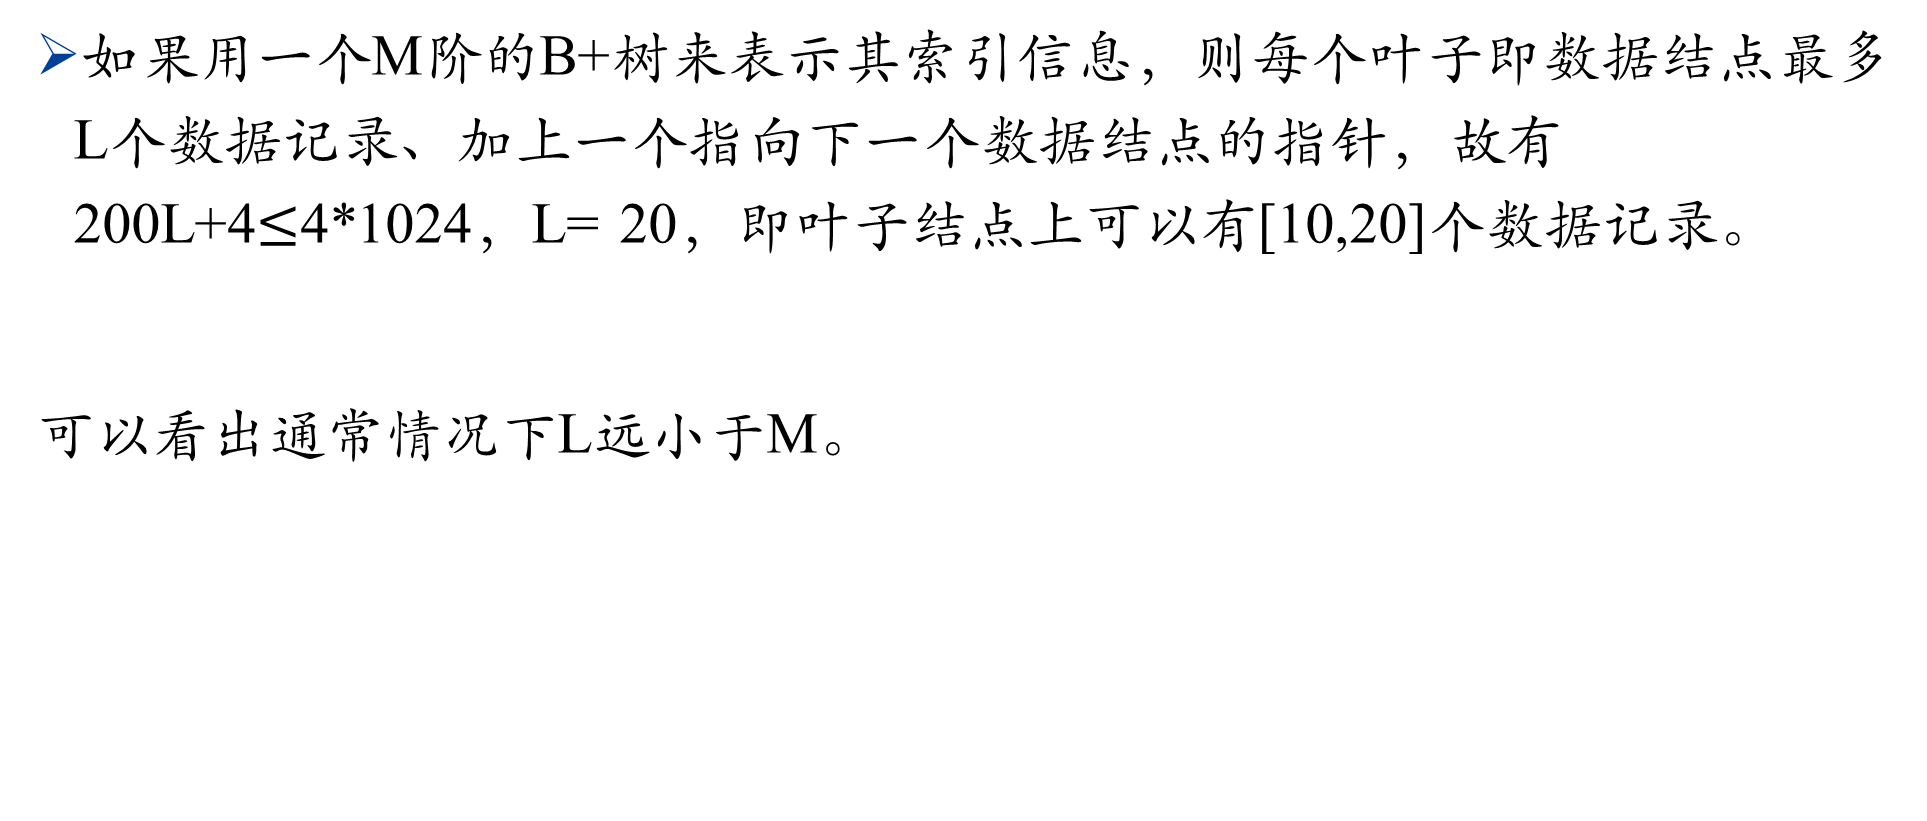 ➢如果用一个M阶的B+树来表示其索引信息，则每个叶子即数据结点最多
L个数据记录、加上一个指向下一个数据结点的指针，故有
200L+4≤4*1024，L= 20，即叶子结点上可以有[10,20]个数据记录。
可以看出通常情况下L远小于M。